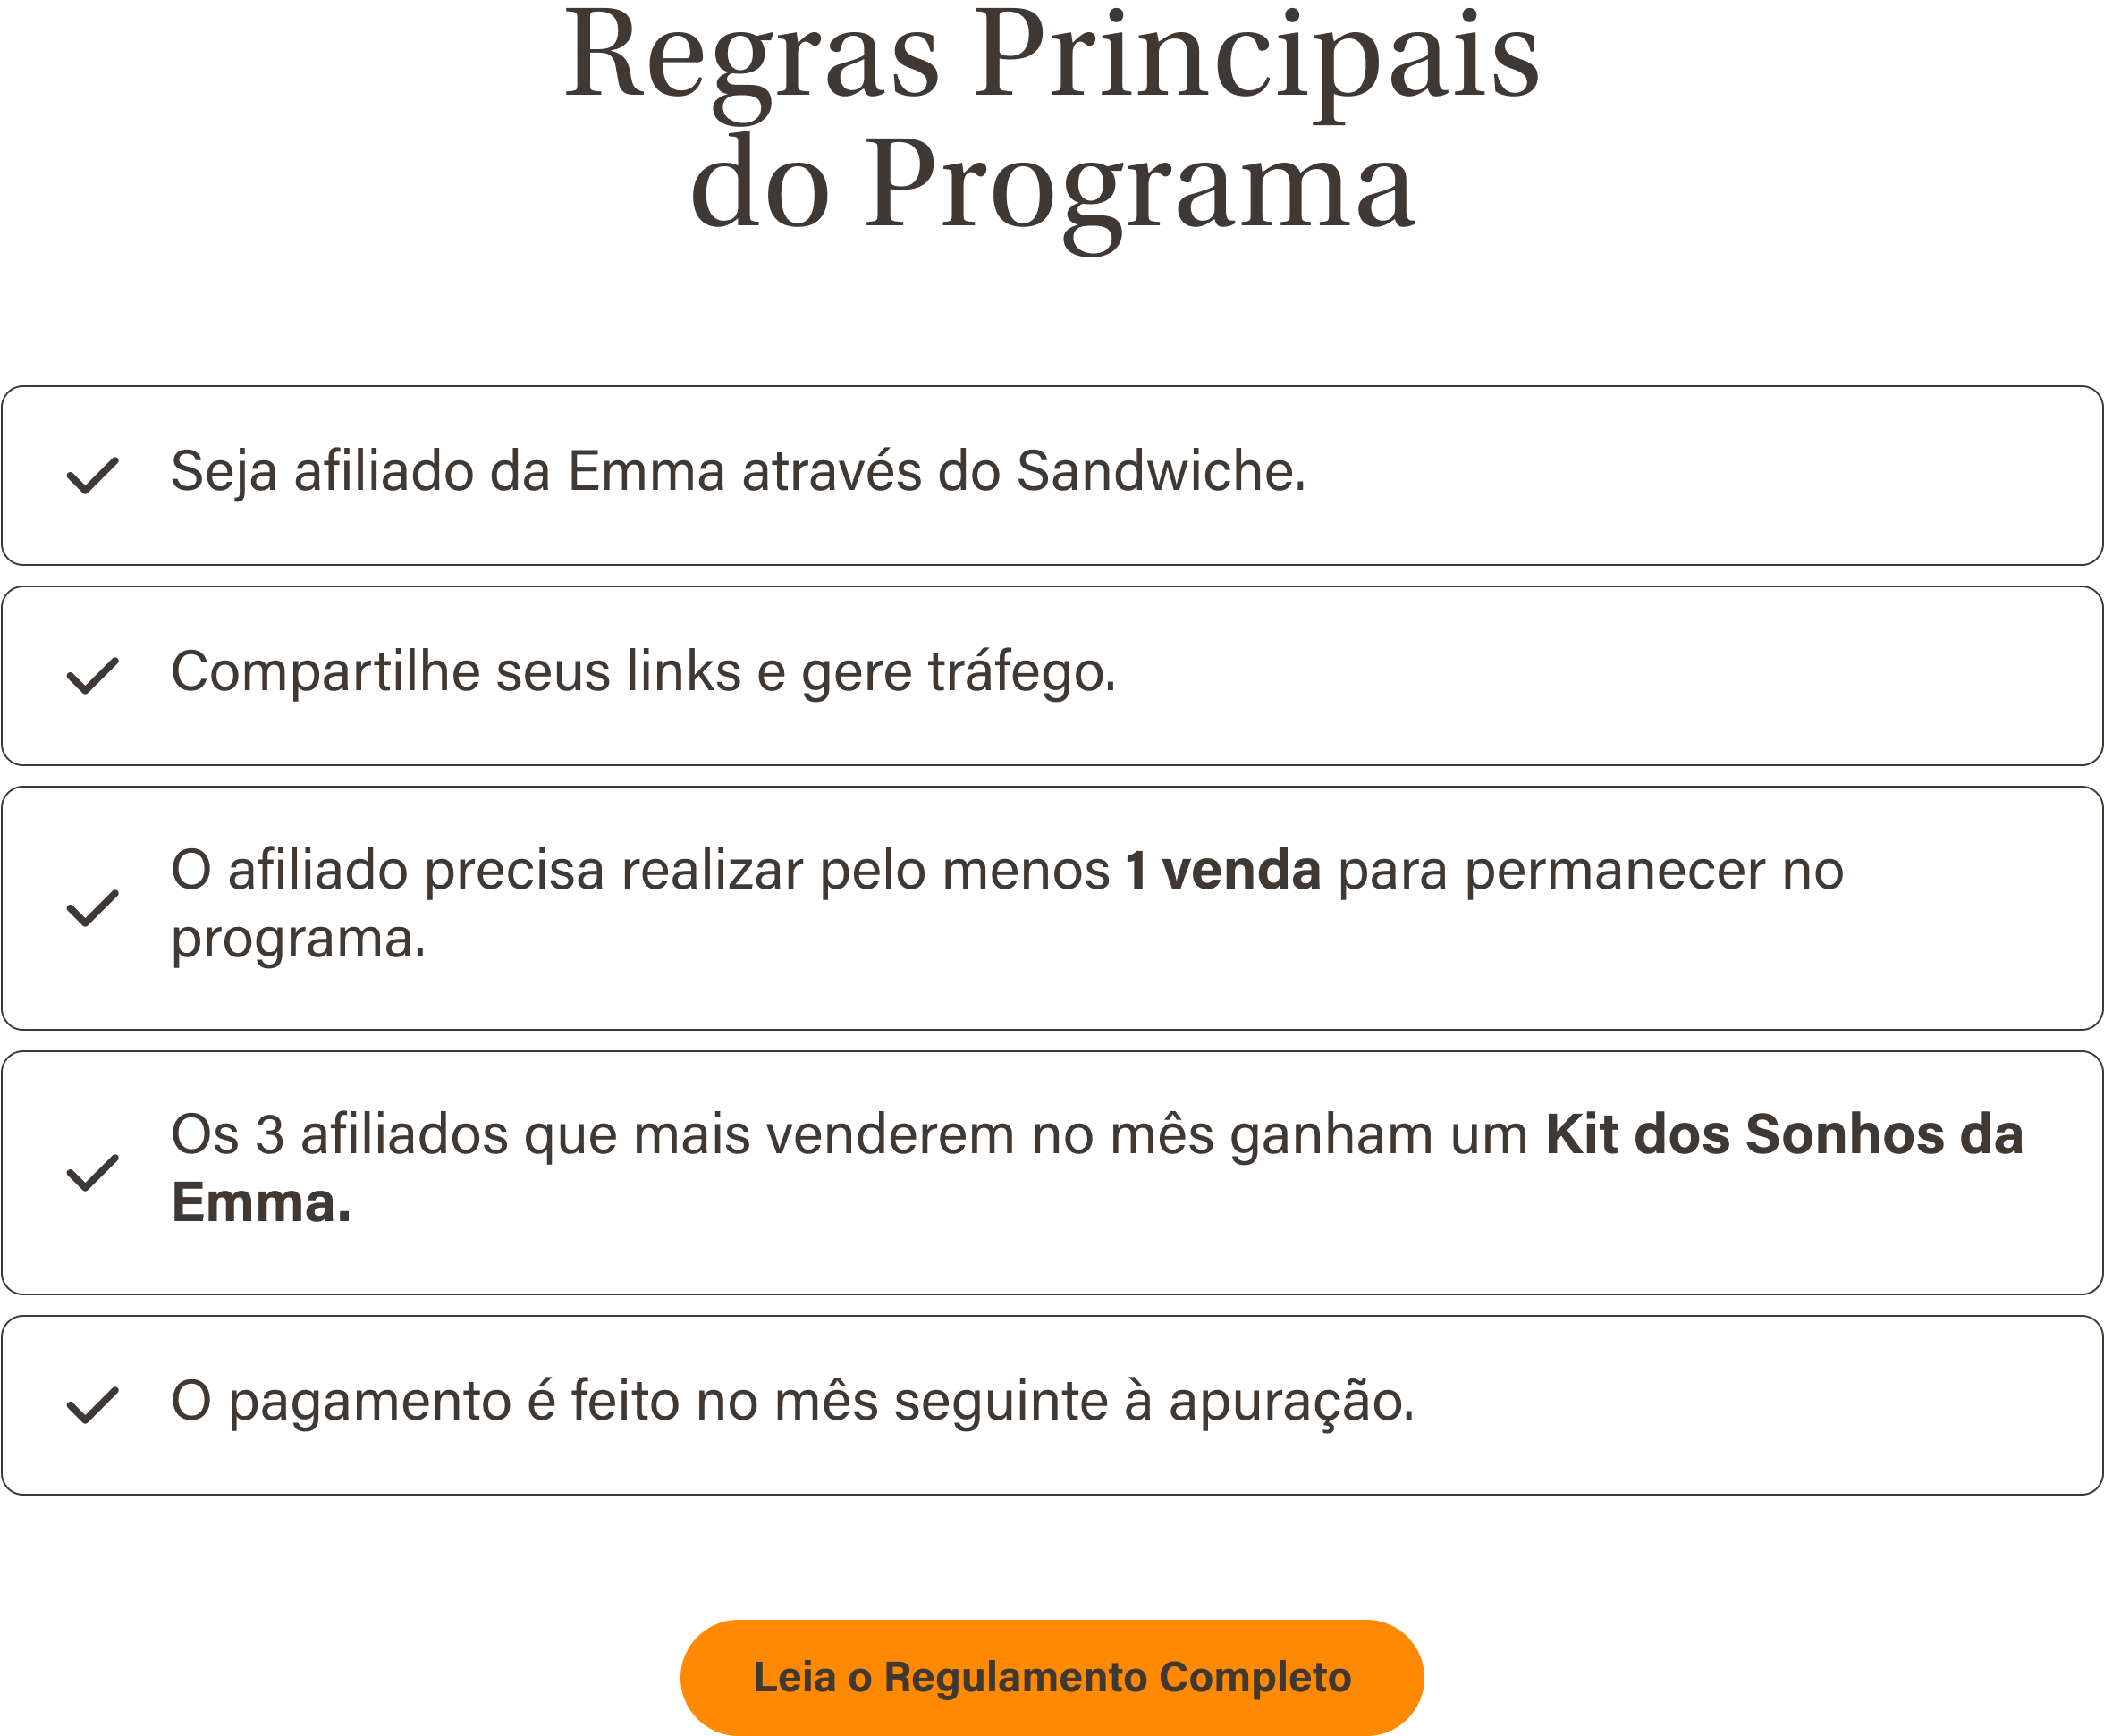 Regras Principais
do Programa
Seja afiliado da Emma através do Sandwiche.
Compartilhe seus links e gere tráfego.
O afiliado precisa realizar pelo menos 1 venda para permanecer no
programa.
Os 3 afiliados que mais venderem no mês ganham um Kit dos Sonhos da
Emma.
O pagamento é feito no mês seguinte à apuração.
Leia o Regulamento Completo